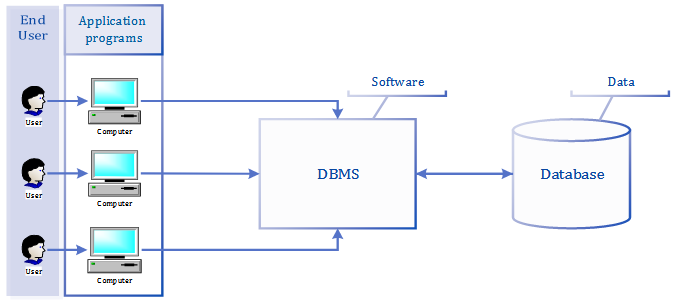 End
User
Application
programs
Software
Data
User
Computer
DBMS
Database
User
Computer
User
Computer